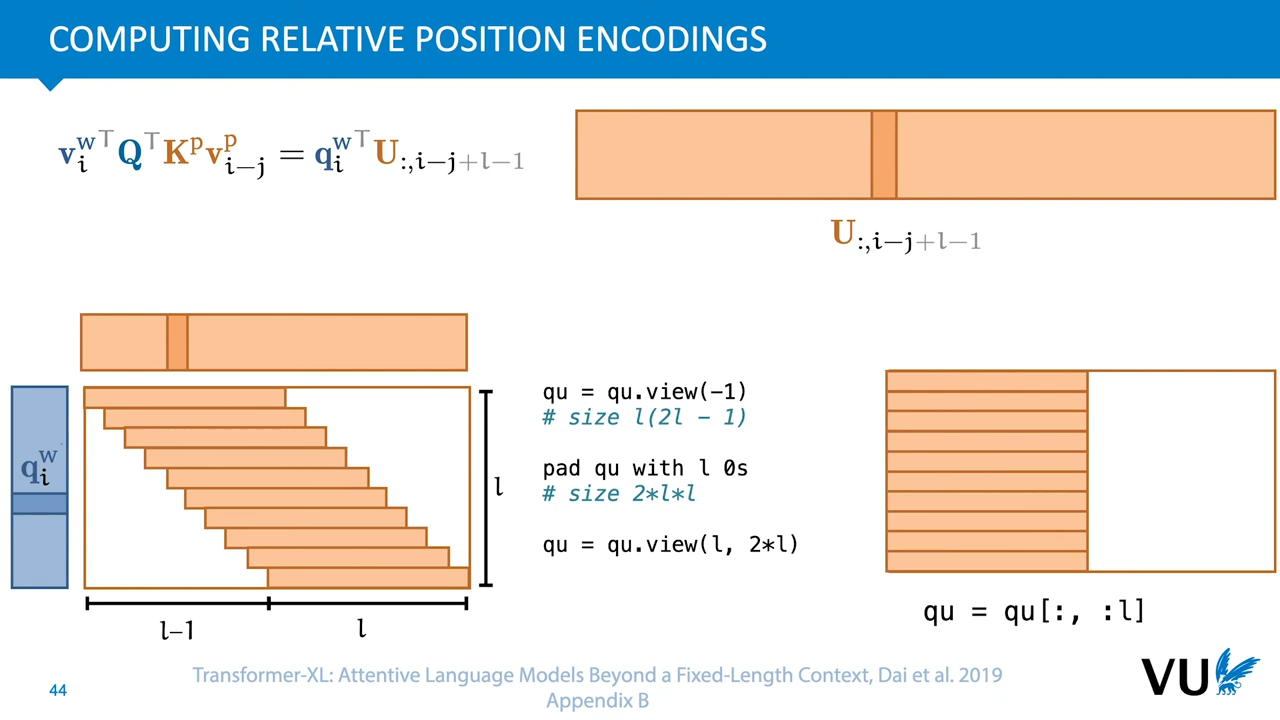 COMPUTING RELATIVE POSITION ENCODINGS
v_i^w^⊤ Q^⊤ K^p v_{i−j}^p = q_i^w^⊤ U_{:,i−j+l−1}
U_{:,i−j+l−1}
q_i^w
l
l−1
l
qu = qu.view(−1)
# size l(2l − 1)
pad qu with l 0s
# size 2*l*l
qu = qu.view(l, 2*l)
qu = qu[:, :l]
Transformer-XL: Attentive Language Models Beyond a Fixed-Length Context, Dai et al. 2019
Appendix B
44
VU